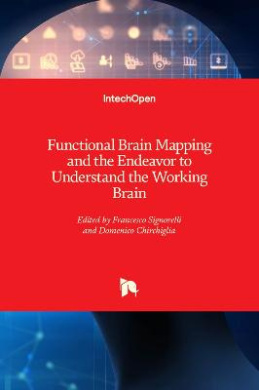 IntechOpen
Functional Brain Mapping
and the Endeavor to
Understand the Working
Brain
Edited by Francesco Signorelli
and Domenico Chirchiglia